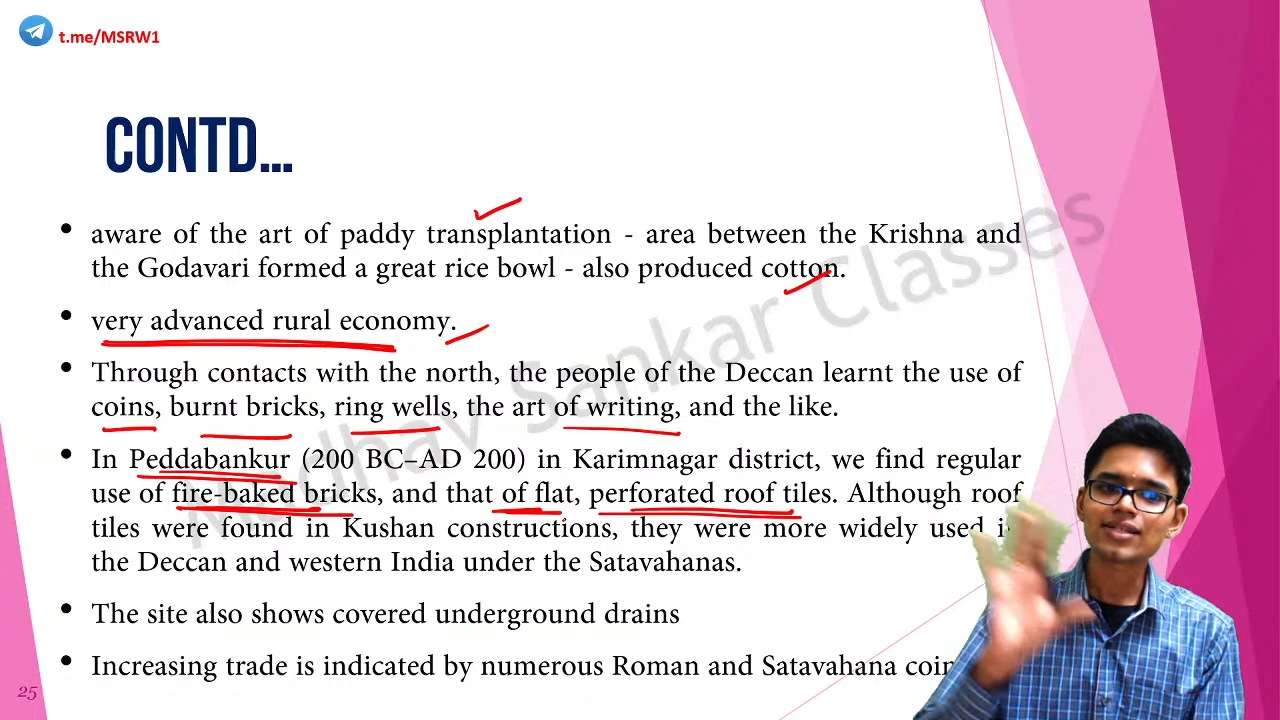 t.me/MSRW1
CONTD...
• aware of the art of paddy transplantation - area between the Krishna and
the Godavari formed a great rice bowl - also produced cotton.
• very advanced rural economy.
• Through contacts with the north, the people of the Deccan learnt the use of
coins, burnt bricks, ring wells, the art of writing, and the like.
• In Peddabankur (200 BC–AD 200) in Karimnagar district, we find regular
use of fire-baked bricks, and that of flat, perforated roof tiles. Although roof
tiles were found in Kushan constructions, they were more widely used
the Deccan and western India under the Satavahanas.
• The site also shows covered underground drains
• Increasing trade is indicated by numerous Roman and Satavahana
Madhav Sankar Classes
25